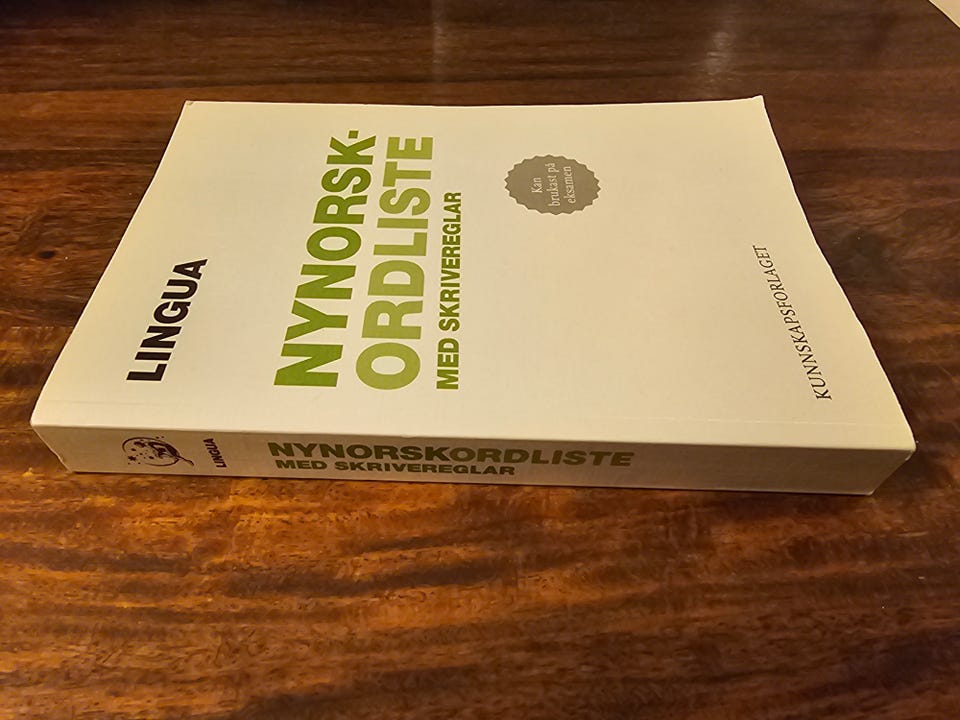 LINGUA
NYNORSK-
ORDLISTE
MED SKRIVEREGLAR
Kan
brukast på
eksamen
KUNNSKAPSFORLAGET
LINGUA
NYNORSKORDLISTE
MED SKRIVEREGLAR